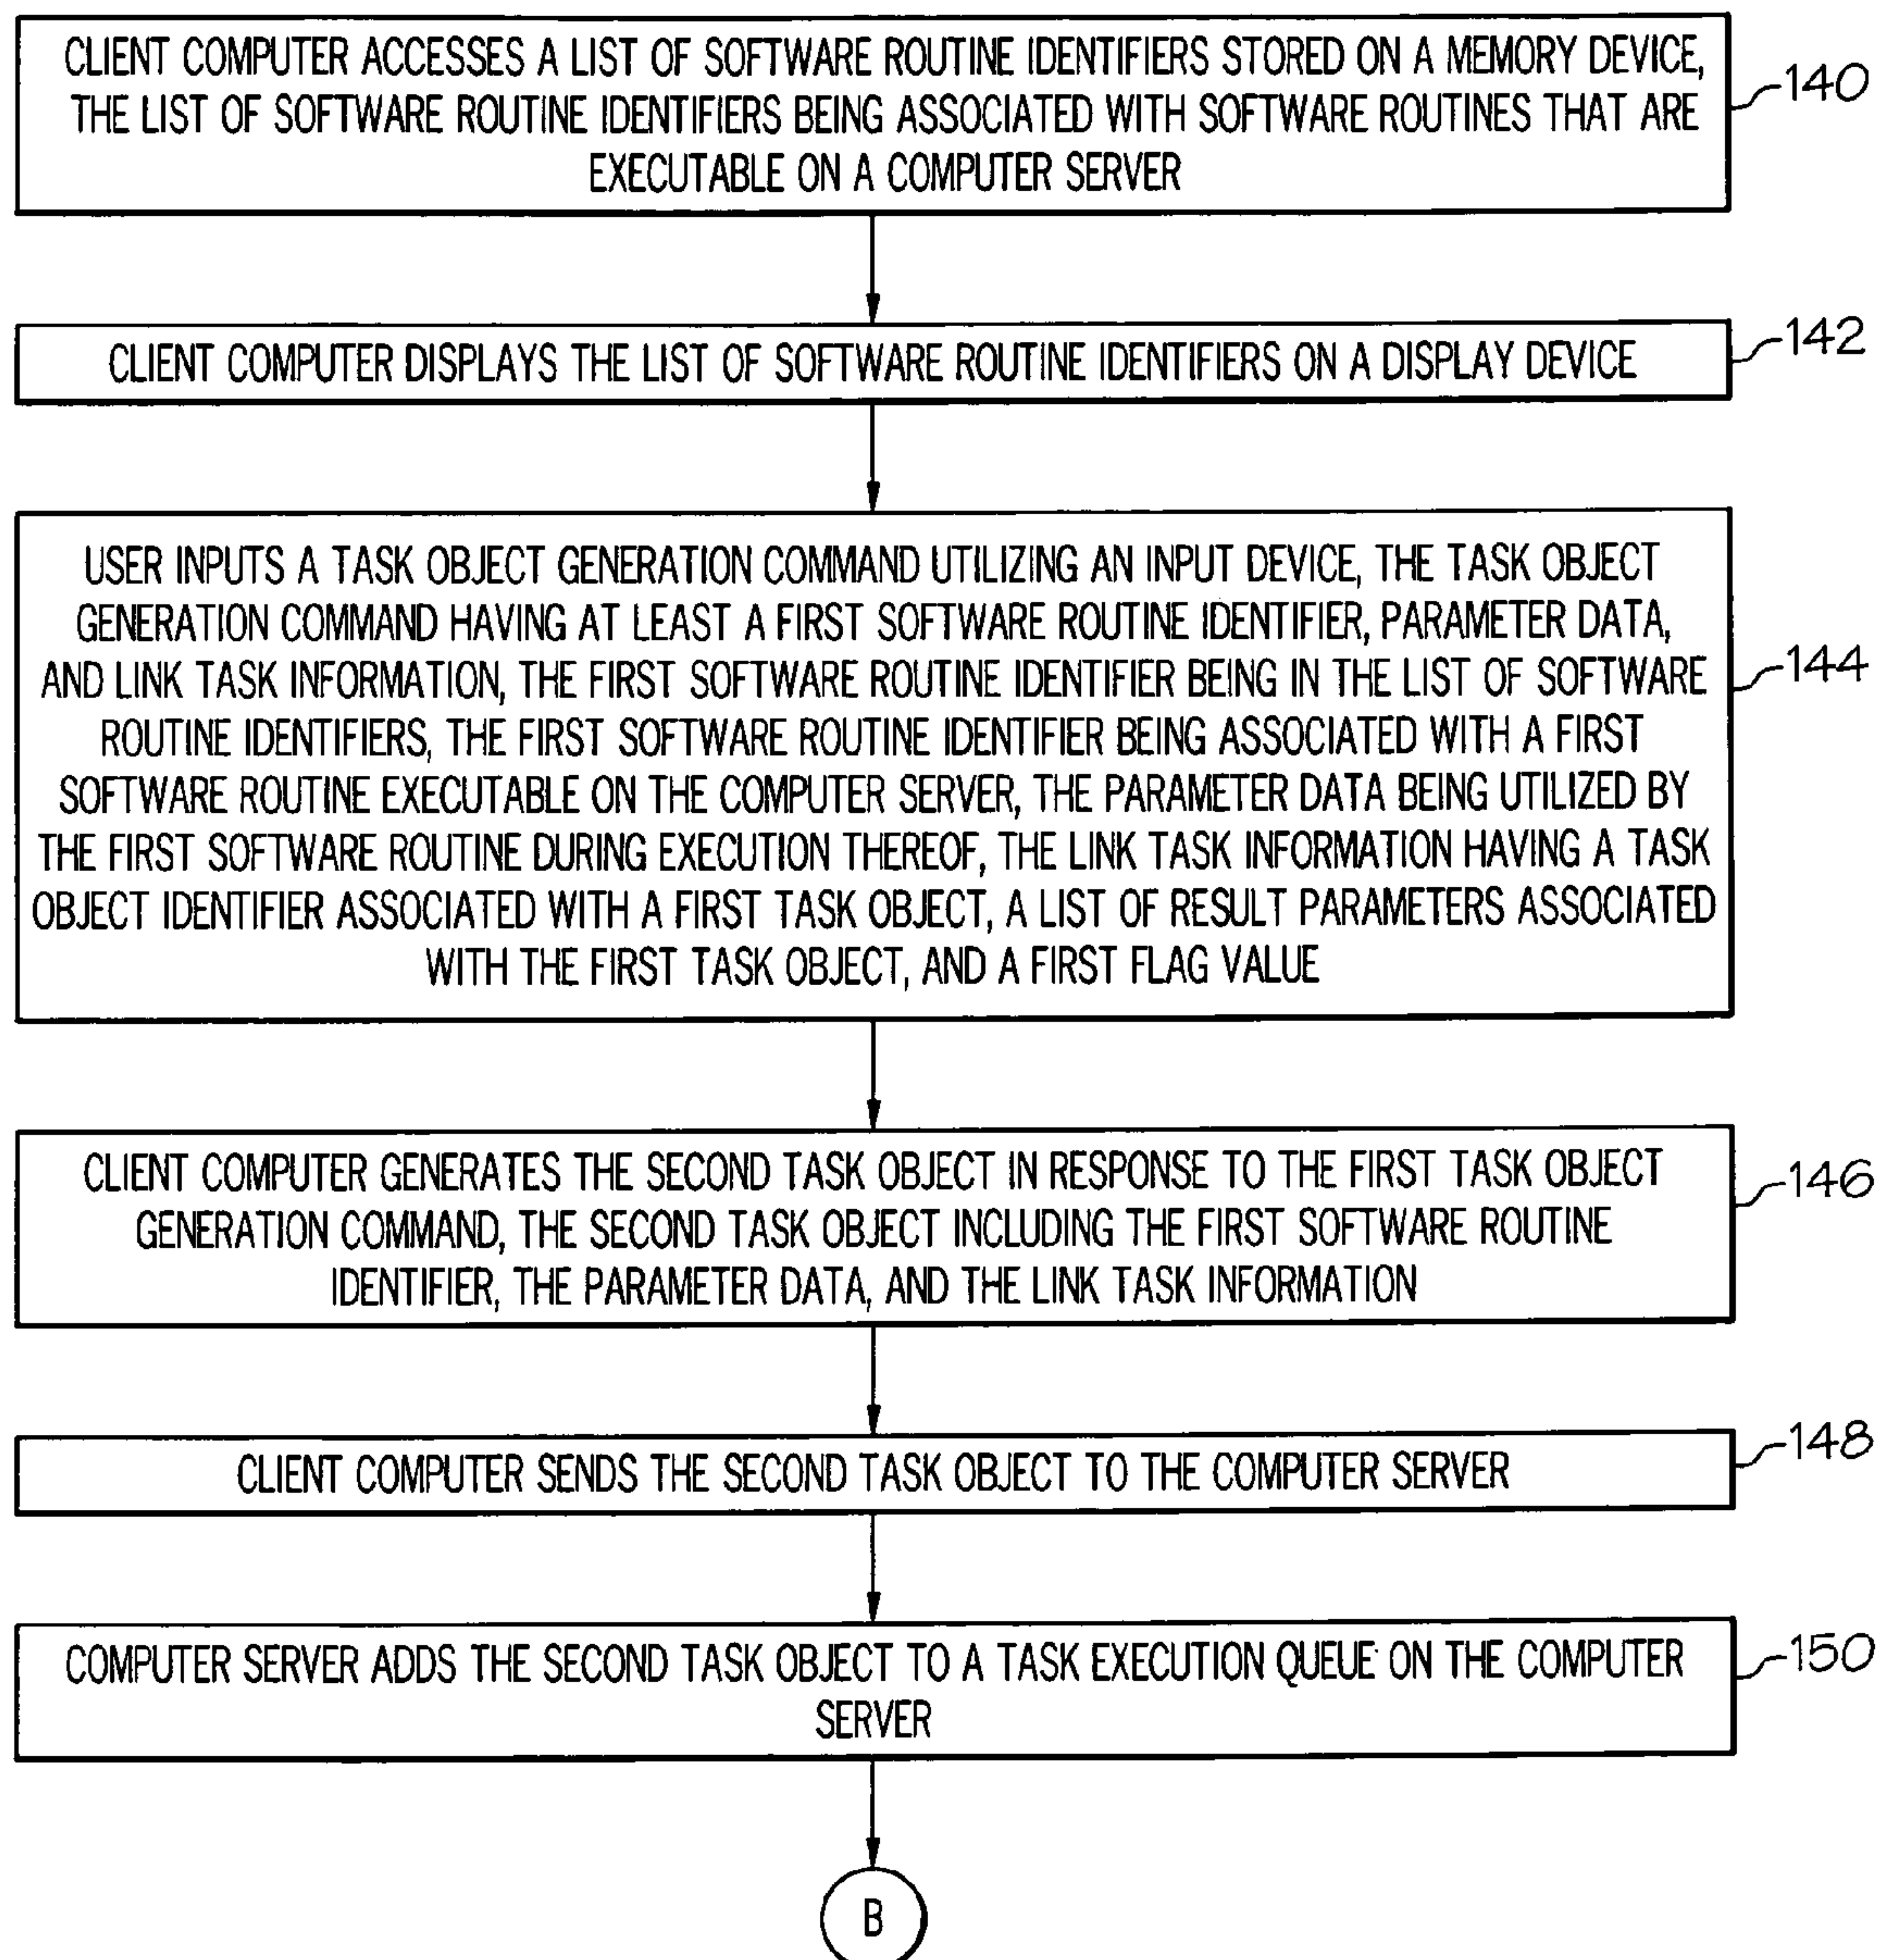 CLIENT COMPUTER ACCESSES A LIST OF SOFTWARE ROUTINE IDENTIFIERS STORED ON A MEMORY DEVICE,
THE LIST OF SOFTWARE ROUTINE IDENTIFIERS BEING ASSOCIATED WITH SOFTWARE ROUTINES THAT ARE
EXECUTABLE ON A COMPUTER SERVER
140
CLIENT COMPUTER DISPLAYS THE LIST OF SOFTWARE ROUTINE IDENTIFIERS ON A DISPLAY DEVICE
142
USER INPUTS A TASK OBJECT GENERATION COMMAND UTILIZING AN INPUT DEVICE, THE TASK OBJECT
GENERATION COMMAND HAVING AT LEAST A FIRST SOFTWARE ROUTINE IDENTIFIER, PARAMETER DATA,
AND LINK TASK INFORMATION, THE FIRST SOFTWARE ROUTINE IDENTIFIER BEING IN THE LIST OF SOFTWARE
ROUTINE IDENTIFIERS, THE FIRST SOFTWARE ROUTINE IDENTIFIER BEING ASSOCIATED WITH A FIRST
SOFTWARE ROUTINE EXECUTABLE ON THE COMPUTER SERVER, THE PARAMETER DATA BEING UTILIZED BY
THE FIRST SOFTWARE ROUTINE DURING EXECUTION THEREOF, THE LINK TASK INFORMATION HAVING A TASK
OBJECT IDENTIFIER ASSOCIATED WITH A FIRST TASK OBJECT, A LIST OF RESULT PARAMETERS ASSOCIATED
WITH THE FIRST TASK OBJECT, AND A FIRST FLAG VALUE
144
CLIENT COMPUTER GENERATES THE SECOND TASK OBJECT IN RESPONSE TO THE FIRST TASK OBJECT
GENERATION COMMAND, THE SECOND TASK OBJECT INCLUDING THE FIRST SOFTWARE ROUTINE
IDENTIFIER, THE PARAMETER DATA, AND THE LINK TASK INFORMATION
146
CLIENT COMPUTER SENDS THE SECOND TASK OBJECT TO THE COMPUTER SERVER
148
COMPUTER SERVER ADDS THE SECOND TASK OBJECT TO A TASK EXECUTION QUEUE ON THE COMPUTER
SERVER
150
B